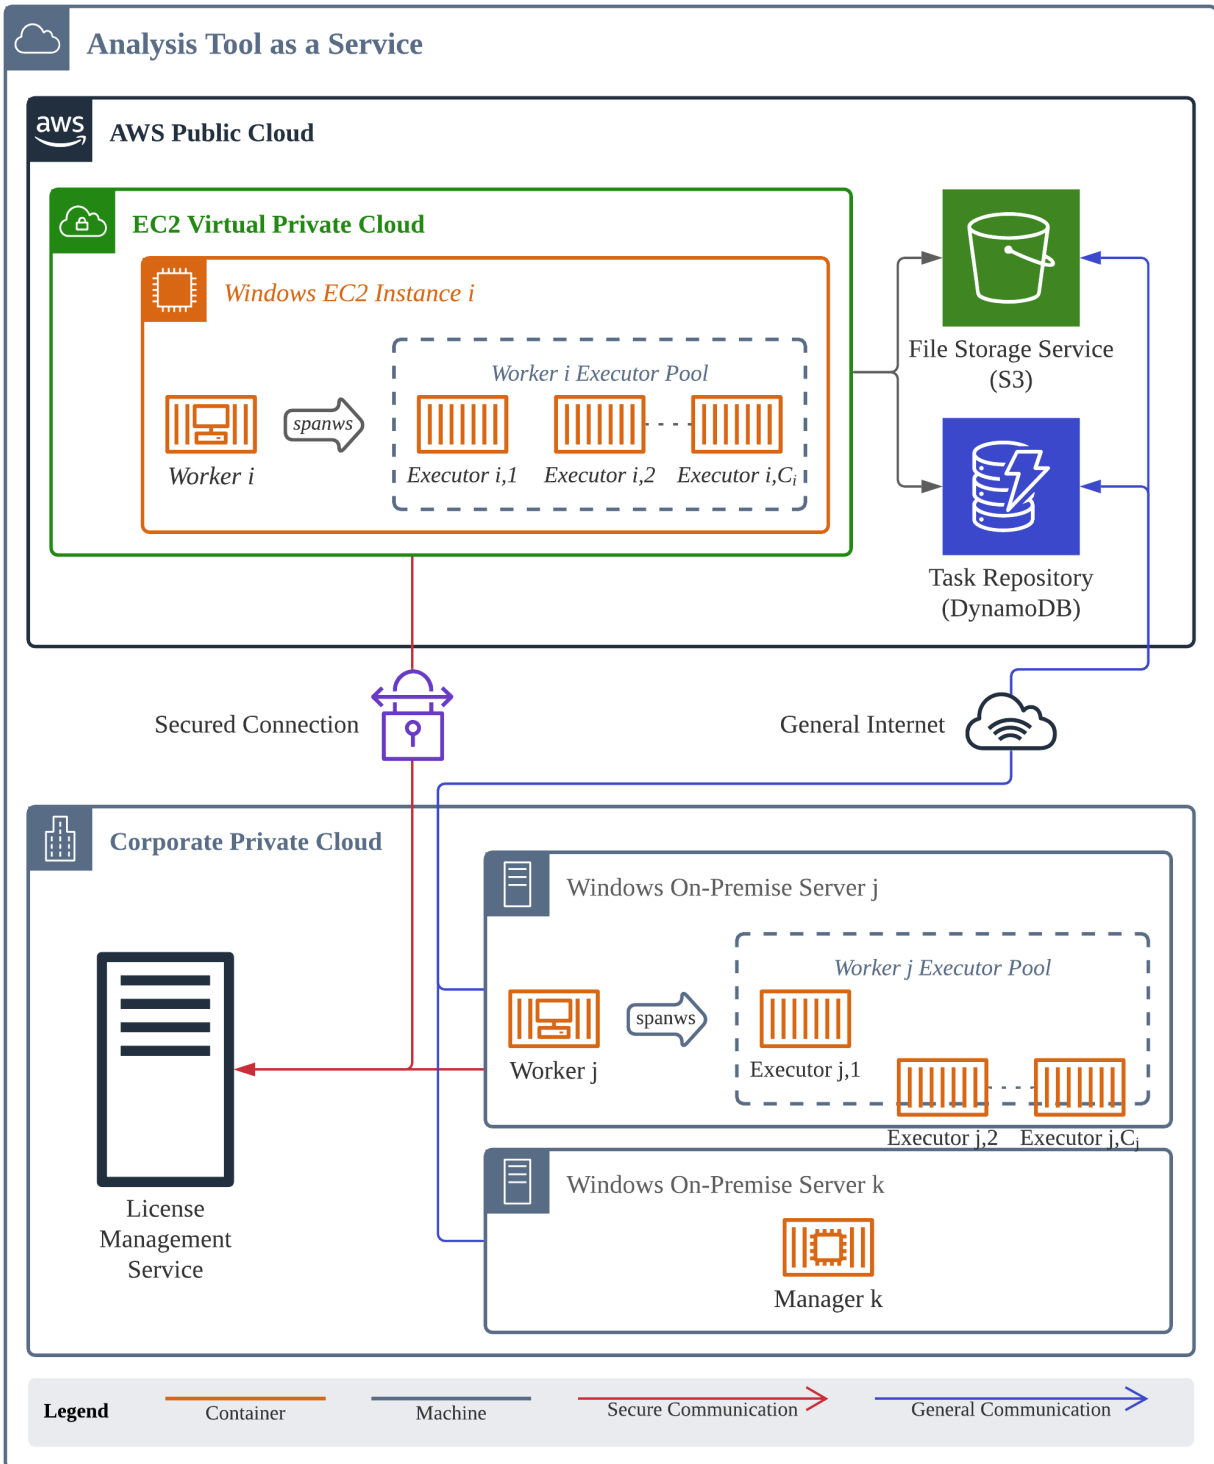 Analysis Tool as a Service
aws
AWS Public Cloud
EC2 Virtual Private Cloud
Windows EC2 Instance i
Worker i Executor Pool
spanws
Worker i
Executor i,1
Executor i,2
Executor i,Ci
File Storage Service
(S3)
Task Repository
(DynamoDB)
Secured Connection
General Internet
Corporate Private Cloud
Windows On-Premise Server j
Worker j Executor Pool
spanws
Worker j
Executor j,1
Executor j,2
Executor j,Cj
License
Management
Service
Windows On-Premise Server k
Manager k
Legend
Container
Machine
Secure Communication
General Communication